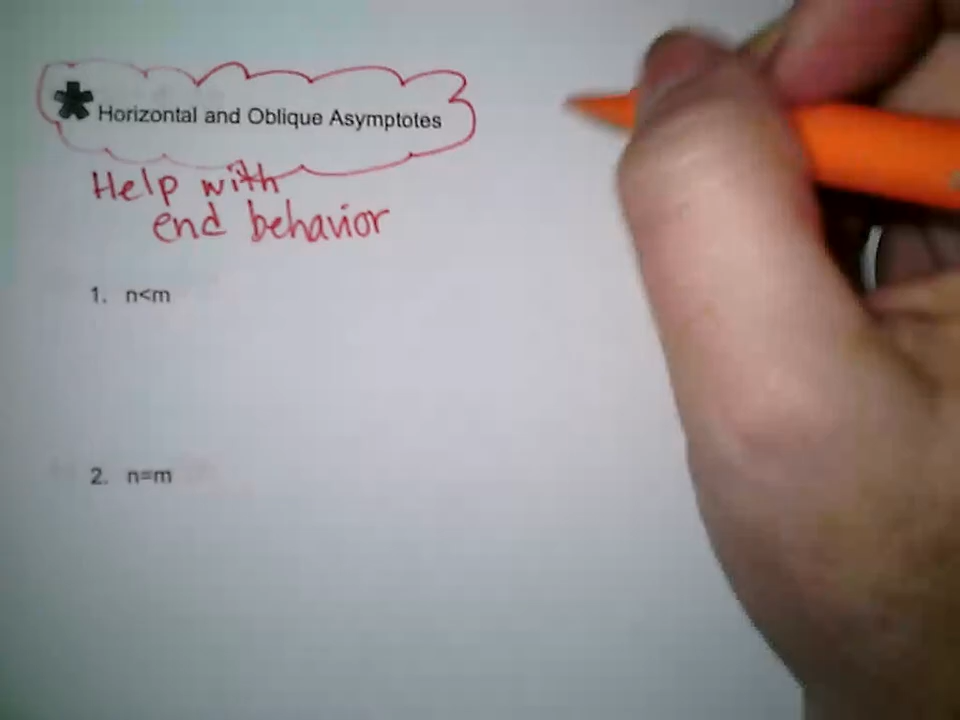 * Horizontal and Oblique Asymptotes
Help with
end behavior
1. n<m
2. n=m